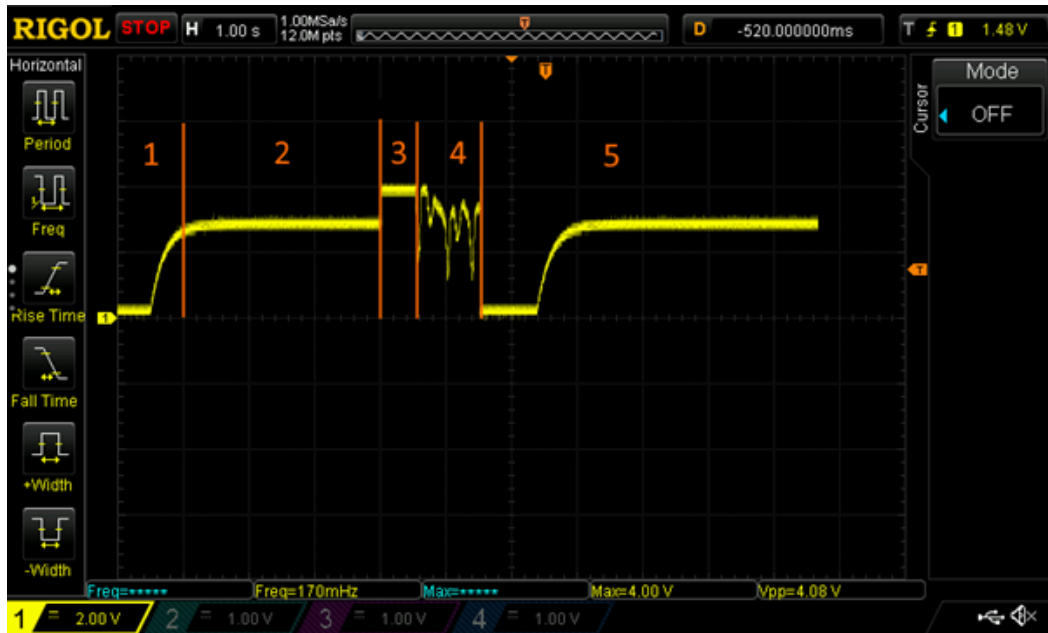 RIGOL STOP H 1.00 s 1.00MSa/s 12.0M pts D -520.000000ms T 1 1.48 V
Horizontal
Period
Freq
Rise Time
Fall Time
+Width
-Width
T
T
1 2 3 4 5
1
T
Cursor
Mode
OFF
Freq=***** Freq=170mHz Max=***** Max=4.00 V Vpp=4.08 V
1 = 2.00 V 2 = 1.00 V 3 = 1.00 V 4 = 1.00 V